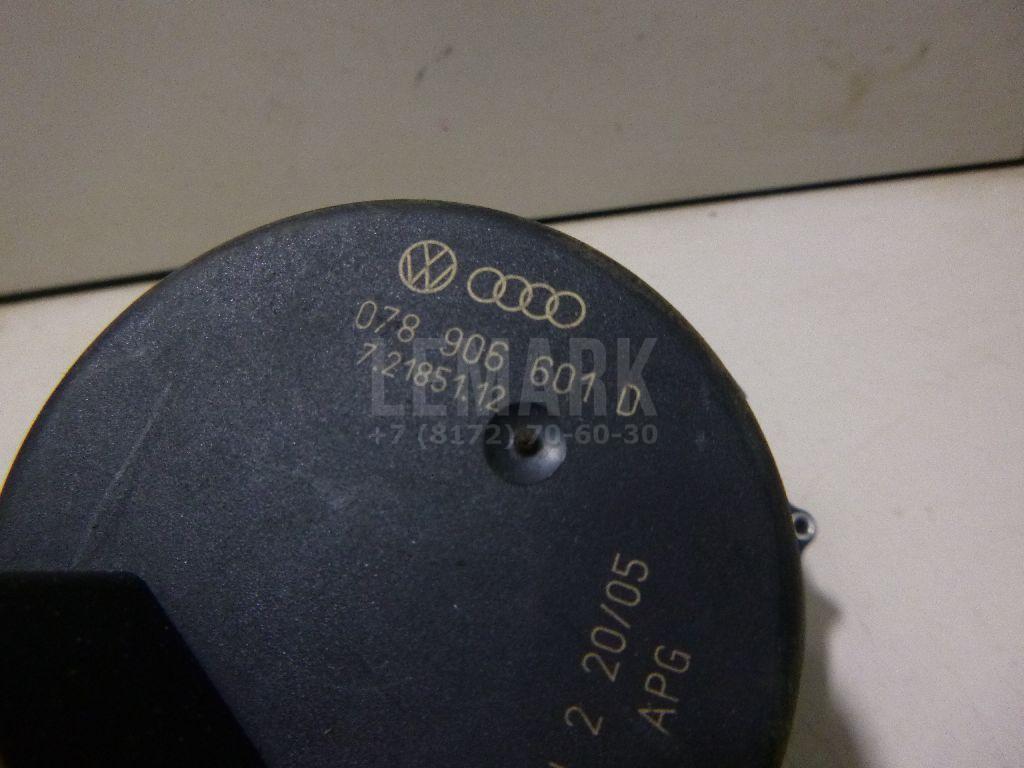 078 906 601 D
7.21851.12
LEMARK
+7 (8172) 70-60-30
2 20/05
APG